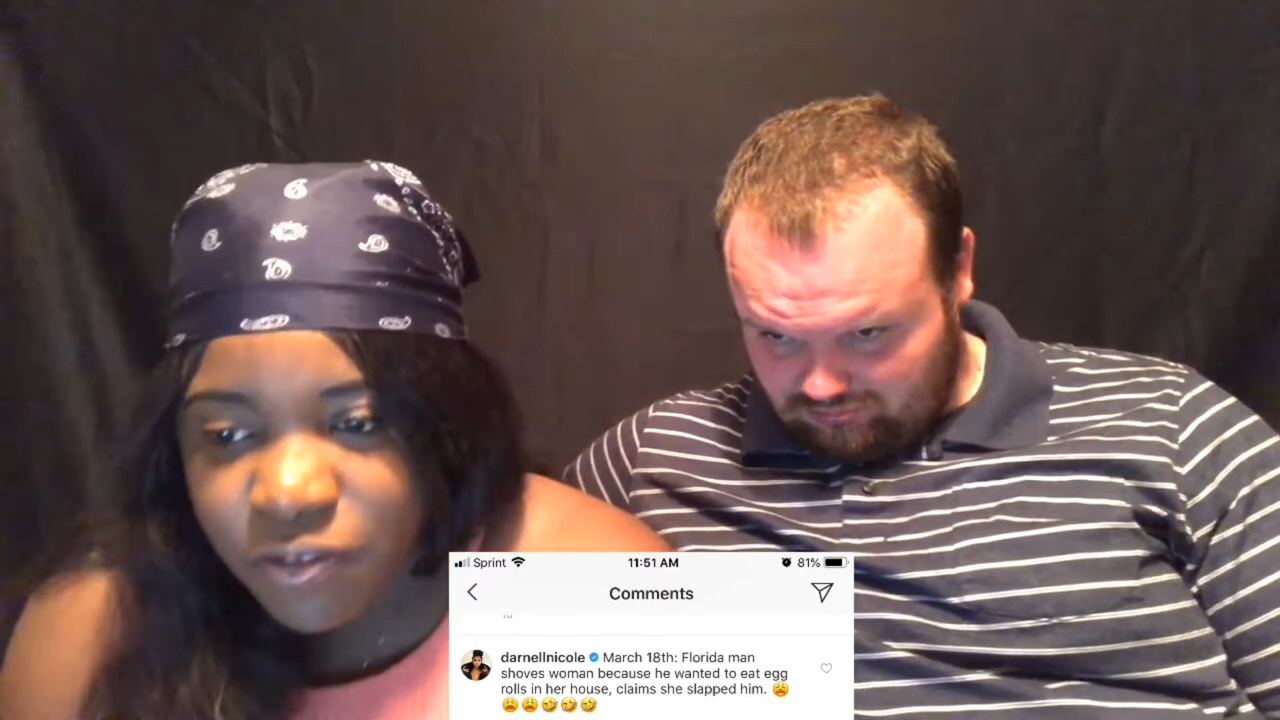 Sprint 11:51 AM 81%
Comments
darnellnicole March 18th: Florida man
shoves woman because he wanted to eat egg
rolls in her house, claims she slapped him. 😩
😩😩🤣🤣🤣